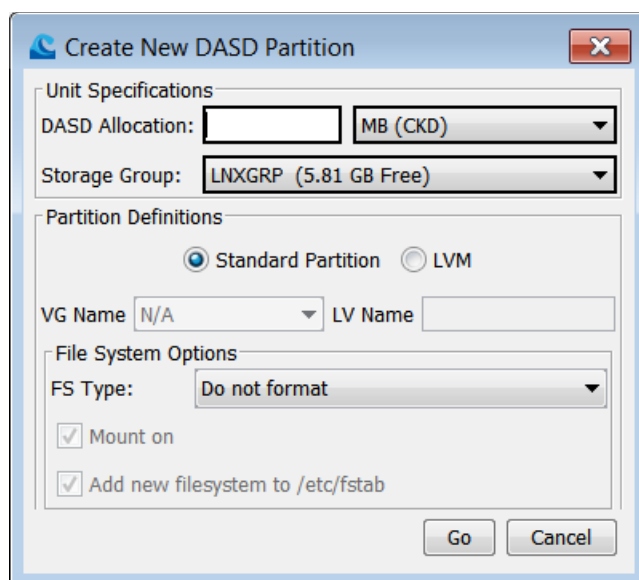 Create New DASD Partition
Unit Specifications
DASD Allocation: MB (CKD)
Storage Group: LNXGRP (5.81 GB Free)
Partition Definitions
Standard Partition LVM
VG Name N/A LV Name
File System Options
FS Type: Do not format
Mount on
Add new filesystem to /etc/fstab
Go Cancel